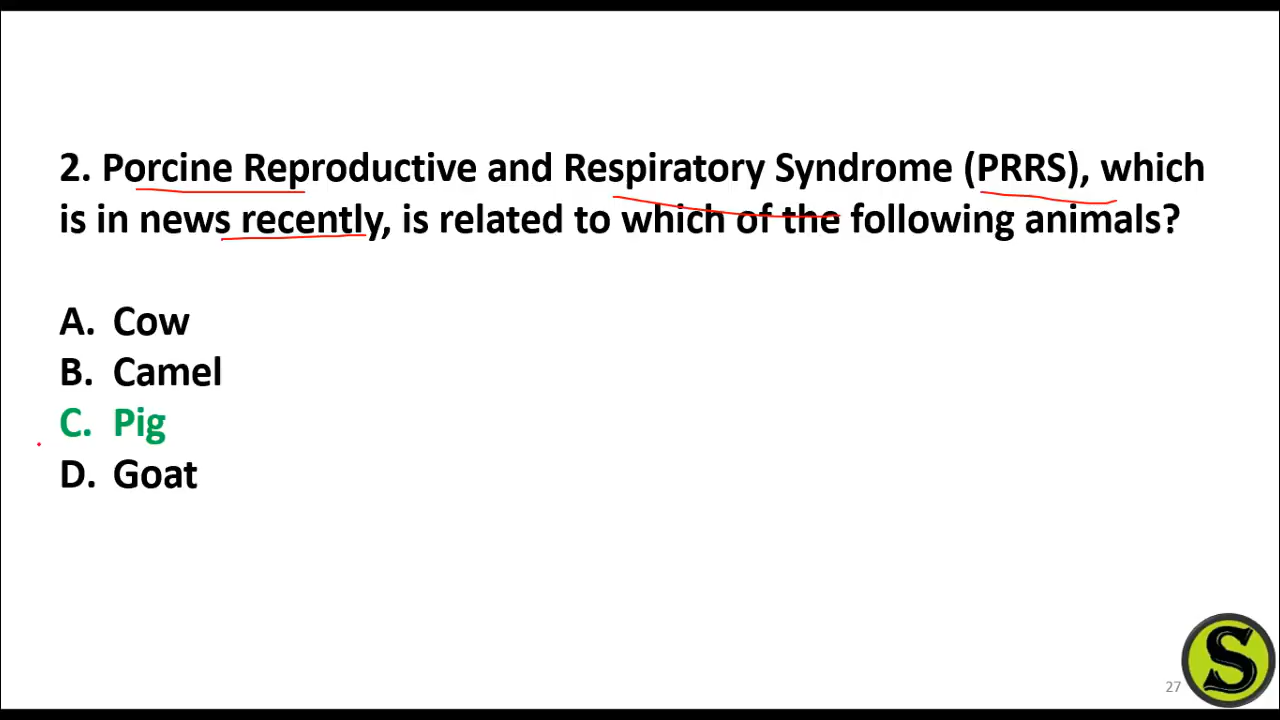 2. Porcine Reproductive and Respiratory Syndrome (PRRS), which
is in news recently, is related to which of the following animals?
A. Cow
B. Camel
C. Pig
D. Goat
27
S